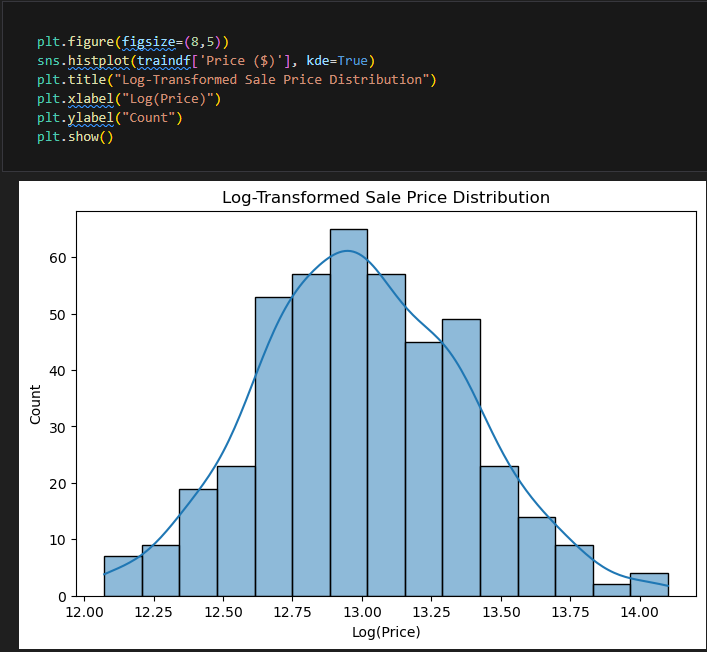 plt.figure(figsize=(8,5))
sns.histplot(traindf['Price ($)'], kde=True)
plt.title("Log-Transformed Sale Price Distribution")
plt.xlabel("Log(Price)")
plt.ylabel("Count")
plt.show()
Log-Transformed Sale Price Distribution
60
50
40
30
20
10
0
Count
12.00 12.25 12.50 12.75 13.00 13.25 13.50 13.75 14.00
Log(Price)